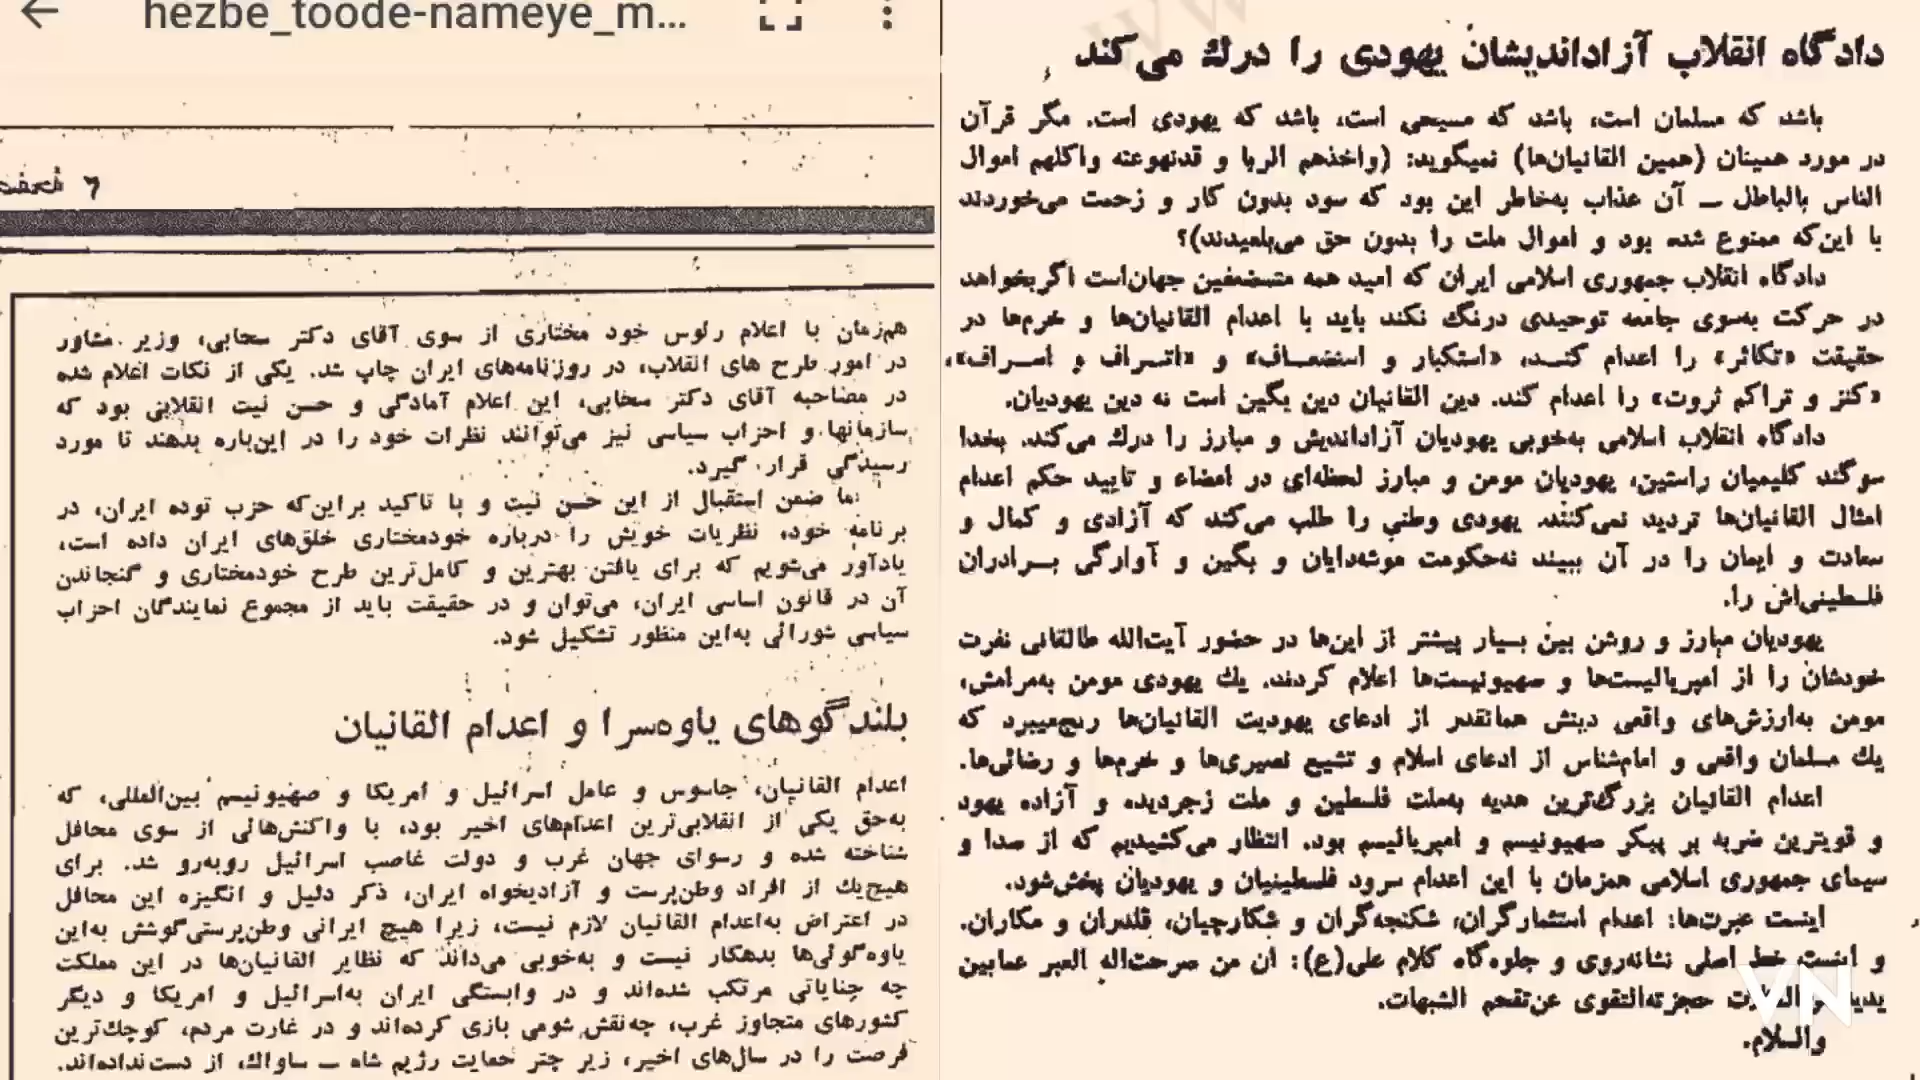 hezbe_toode-nameye_m...
۶
هم‌زمان با اعلام رئوس خود مختاری از سوی آقای دکتر سحابی، وزیر مشاور
در امور طرح های انقلاب، در روزنامه‌های ایران چاپ شد. یکی از نکات اعلام شده
در مصاحبه آقای دکتر سحابی، این اعلام آمادگی و حسن نیت انقلابی بود که
سازمانها و احزاب سیاسی نیز می‌توانند نظرات خود را در این‌باره بدهند تا مورد
رسیدگی قرار گیرد.
ما ضمن استقبال از این حسن نیت و با تاکید براین‌که حزب توده ایران، در
برنامه خود، نظریات خویش را درباره خودمختاری خلق‌های ایران داده است،
یادآور می‌شویم که برای یافتن بهترین و کامل‌ترین طرح خودمختاری و گنجاندن
آن در قانون اساسی ایران، می‌توان و در حقیقت باید از مجموع نمایندگان احزاب
سیاسی شورائی به‌این منظور تشکیل شود.
بلندگوهای یاوه‌سرا و اعدام القانیان
اعدام القانیان، جاسوس و عامل اسرائیل و امریکا و صهیونیسم بین‌المللی، که
به‌حق یکی از انقلابی‌ترین اعدام‌های اخیر بود، با واکنش‌هائی از سوی محافل
شناخته شده و رسوای جهان غرب و دولت غاصب اسرائیل روبه‌رو شد. برای
هیچ‌یك از افراد وطن‌پرست و آزادیخواه ایران، ذکر دلیل و انگیزه این محافل
در اعتراض به‌اعدام القانیان لازم نیست، زیرا هیچ ایرانی وطن‌پرستی‌گوشش به‌این
یاوه‌گوئی‌ها بدهکار نیست و به‌خوبی می‌داند که نظایر القانیان‌ها در این مملکت
چه جنایاتی مرتکب شده‌اند و در وابستگی ایران به‌اسرائیل و امریکا و دیگر
کشورهای متجاوز غرب، چه‌نقش شومی بازی کرده‌اند و در غارت مردم، کوچك‌ترین
فرصت را در سال‌های اخیر، زیر چتر حمایت رژیم شاه ـ ساواك، از دست‌نداده‌اند.
دادگاه انقلاب آزاداندیشان یهودی را درك می‌کند
باشد که مسلمان است، باشد که مسیحی است، باشد که یهودی است. مگر قرآن
در مورد همینان (همین القانیان‌ها) نمیگوید: (واخذهم الربا و قدنهوعنه واکلهم اموال
الناس بالباطل ـ آن عذاب به‌خاطر این بود که سود بدون کار و زحمت می‌خوردند
با این‌که ممنوع شده بود و اموال ملت را بدون حق می‌بلعیدند)؟
دادگاه انقلاب جمهوری اسلامی ایران که امید همه مستضعفین جهان‌است اگربخواهد
در حرکت به‌سوی جامعه توحیدی درنگ نکند باید با اعدام القانیان‌ها و خرم‌ها در
حقیقت «تکاثر» را اعدام کند، «استکبار و استضعاف» و «اتراف و اسراف»،
«کنز و تراکم ثروت» را اعدام کند. دین القانیان دین بگین است نه دین یهودیان.
دادگاه انقلاب اسلامی به‌خوبی یهودیان آزاداندیش و مبارز را درك می‌کند. بخدا
سوگند کلیمیان راستین، یهودیان مومن و مبارز لحظه‌ای در امضاء و تایید حکم اعدام
امثال القانیان‌ها تردید نمی‌کنند. یهودی وطنی را طلب می‌کند که آزادی و کمال و
سعادت و ایمان را در آن ببیند نه‌حکومت موشه‌دایان و بگین و آوارگی برادران
فلسطینی‌اش را.
یهودیان مبارز و روشن بین بسیار پیشتر از این‌ها در حضور آیت‌الله طالقانی نفرت
خودشان را از امپریالیست‌ها و صهیونیست‌ها اعلام کردند. یك یهودی مومن به‌مرامش،
مومن به‌ارزش‌های واقعی دینش همانقدر از ادعای یهودیت القانیان‌ها رنج‌میبرد که
یك مسلمان واقعی و امام‌شناس از ادعای اسلام و تشیع نصیری‌ها و خرم‌ها و رضائی‌ها.
اعدام القانیان بزرگ‌ترین هدیه به‌ملت فلسطین و ملت زجردیده و آزاده یهود
و قویترین ضربه بر پیکر صهیونیسم و امپریالیسم بود. انتظار می‌کشیدیم که از صدا و
سیمای جمهوری اسلامی همزمان با این اعدام سرود فلسطینیان و یهودیان پخش‌شود.
اینست عبرت‌ها: اعدام استثمارگران، شکنجه‌گران و شکارچیان، قلدران و مکاران.
و اینست خط اصلی نشانه‌روی و جلوه‌گاه کلام علی(ع): ان من صرحت‌اله العبر عمابین
حجزته‌التقوی عن‌تقحم الشبهات.
والسلام.
VN